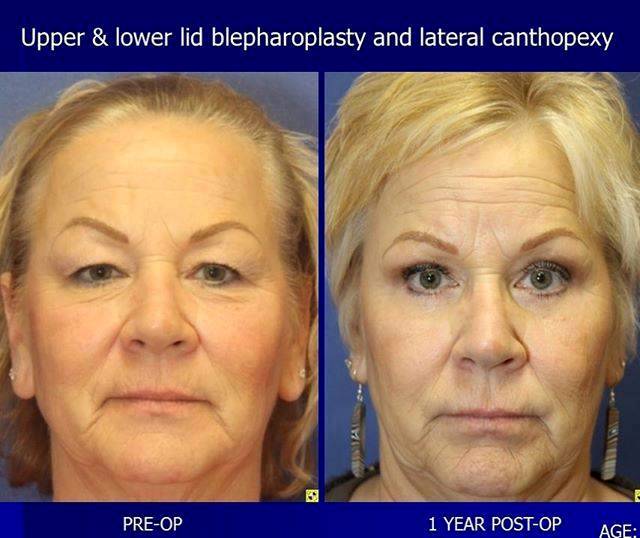 Upper & lower lid blepharoplasty and lateral canthopexy
PRE-OP
1 YEAR POST-OP
AGE: